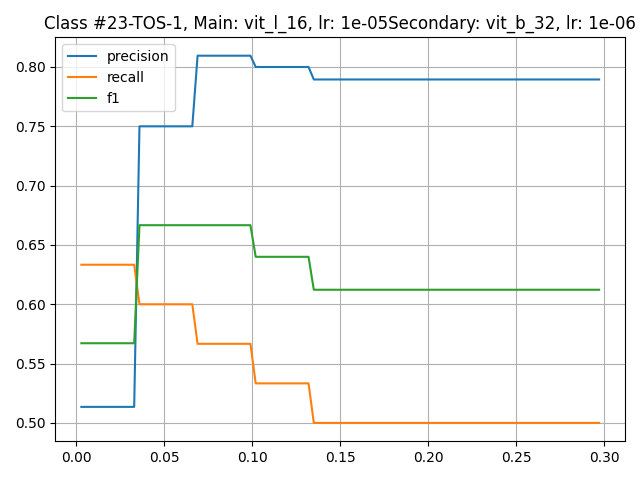 Class #23-TOS-1, Main: vit_l_16, lr: 1e-05Secondary: vit_b_32, lr: 1e-06
precision
recall
f1
0.80
0.75
0.70
0.65
0.60
0.55
0.50
0.00 0.05 0.10 0.15 0.20 0.25 0.30